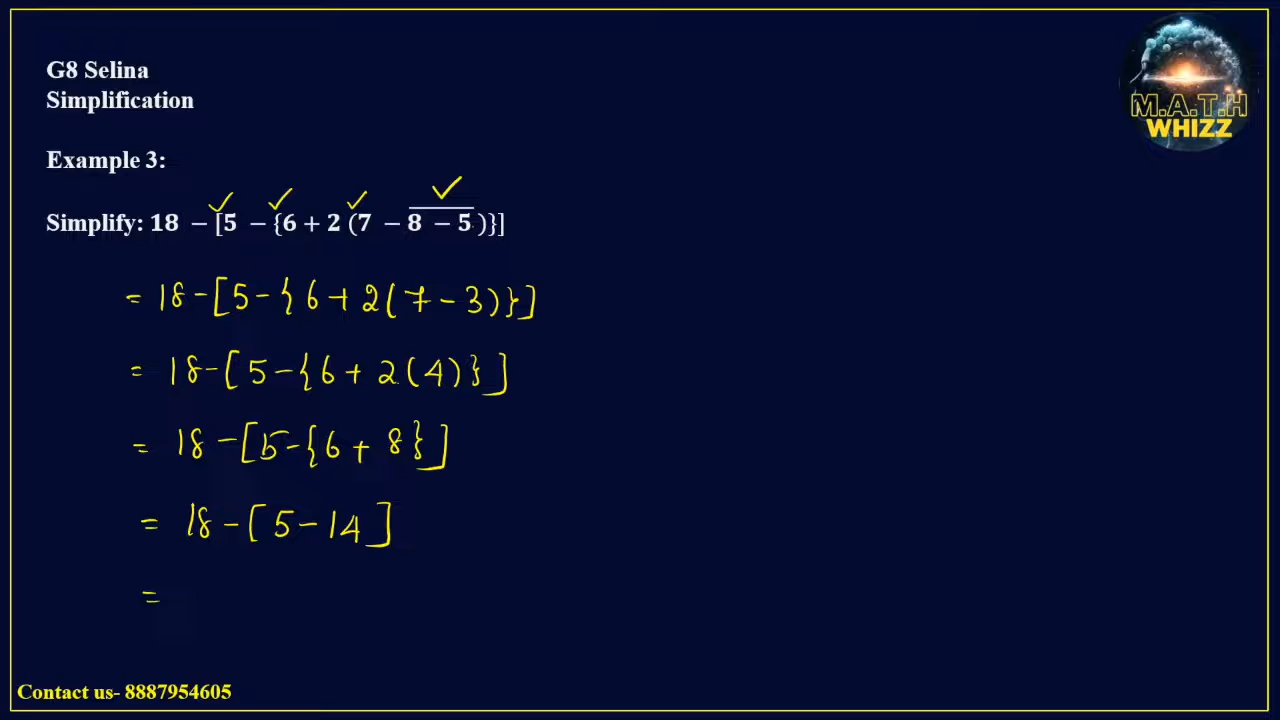 G8 Selina
Simplification
M.A.T.H
WHIZZ
Example 3:
Simplify: 18 − [5 − {6 + 2 (7 − 8̅ ̅−̅ ̅5̅ )}]
= 18 - [5 - {6 + 2(7 - 3)}]
= 18 - [5 - {6 + 2(4)}]
= 18 - [5 - {6 + 8}]
= 18 - [5 - 14]
=
Contact us- 8887954605